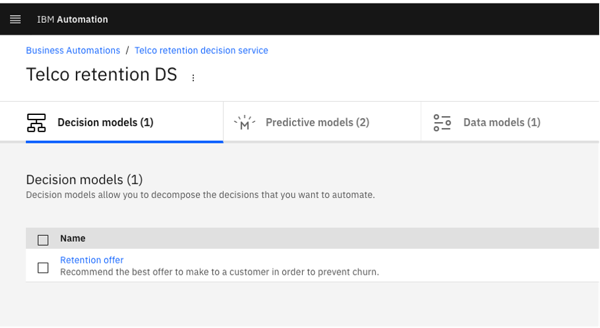 IBM Automation
Business Automations / Telco retention decision service
Telco retention DS
Decision models (1)
Predictive models (2)
Data models (1)
Decision models (1)
Decision models allow you to decompose the decisions that you want to automate.
Name
Retention offer
Recommend the best offer to make to a customer in order to prevent churn.